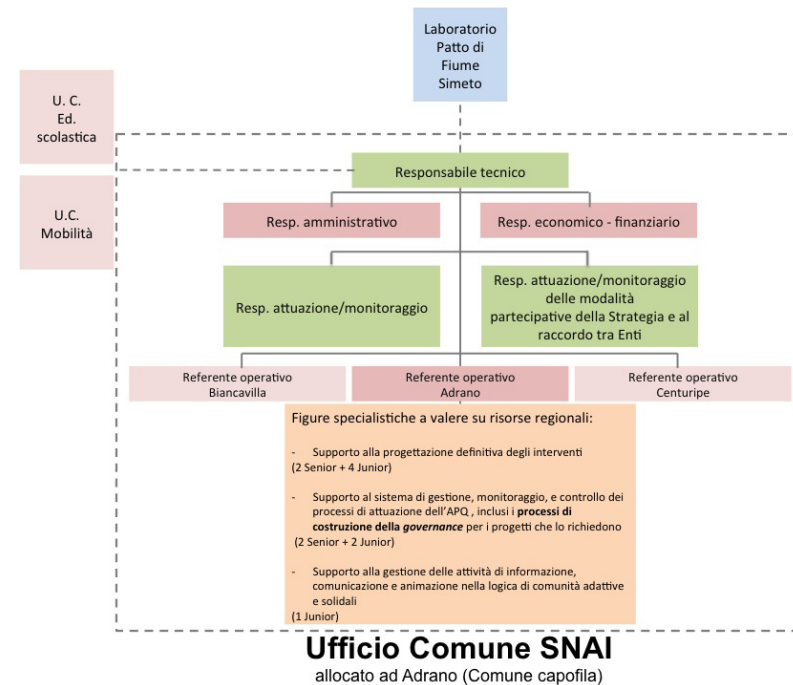 Laboratorio
Patto di
Fiume
Simeto
U. C.
Ed.
scolastica
U.C.
Mobilità
Responsabile tecnico
Resp. amministrativo
Resp. economico - finanziario
Resp. attuazione/monitoraggio
Resp. attuazione/monitoraggio
delle modalità
partecipative della Strategia e al
raccordo tra Enti
Referente operativo
Biancavilla
Referente operativo
Adrano
Referente operativo
Centuripe
Figure specialistiche a valere su risorse regionali:
- Supporto alla progettazione definitiva degli interventi
(2 Senior + 4 Junior)
- Supporto al sistema di gestione, monitoraggio, e controllo dei
processi di attuazione dell'APQ , inclusi i processi di
costruzione della governance per i progetti che lo richiedono
(2 Senior + 2 Junior)
- Supporto alla gestione delle attività di informazione,
comunicazione e animazione nella logica di comunità adattive
e solidali
(1 Junior)
Ufficio Comune SNAI
allocato ad Adrano (Comune capofila)